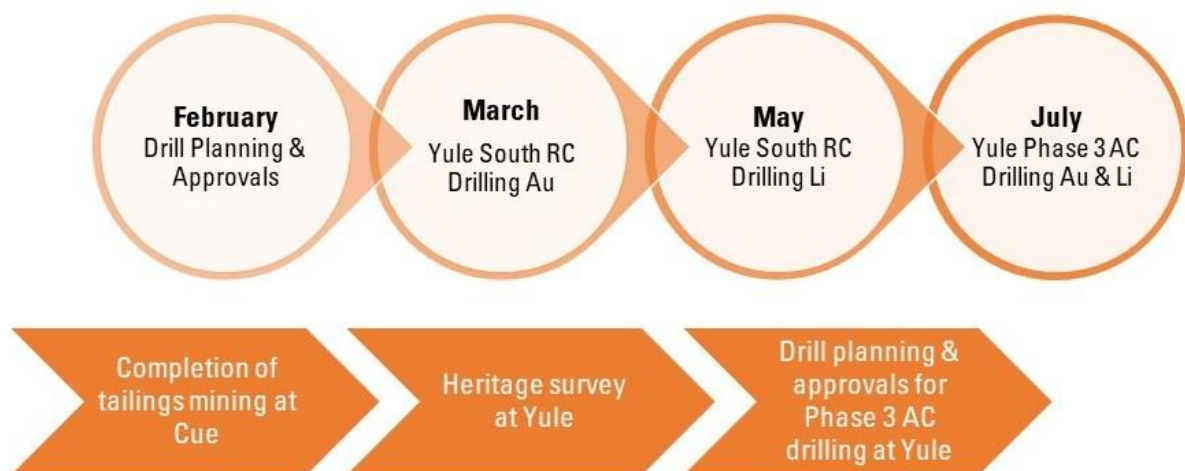 February
Drill Planning &
Approvals
March
Yule South RC
Drilling Au
May
Yule South RC
Drilling Li
July
Yule Phase 3 AC
Drilling Au & Li
Completion of
tailings mining at
Cue
Heritage survey
at Yule
Drill planning &
approvals for
Phase 3 AC
drilling at Yule